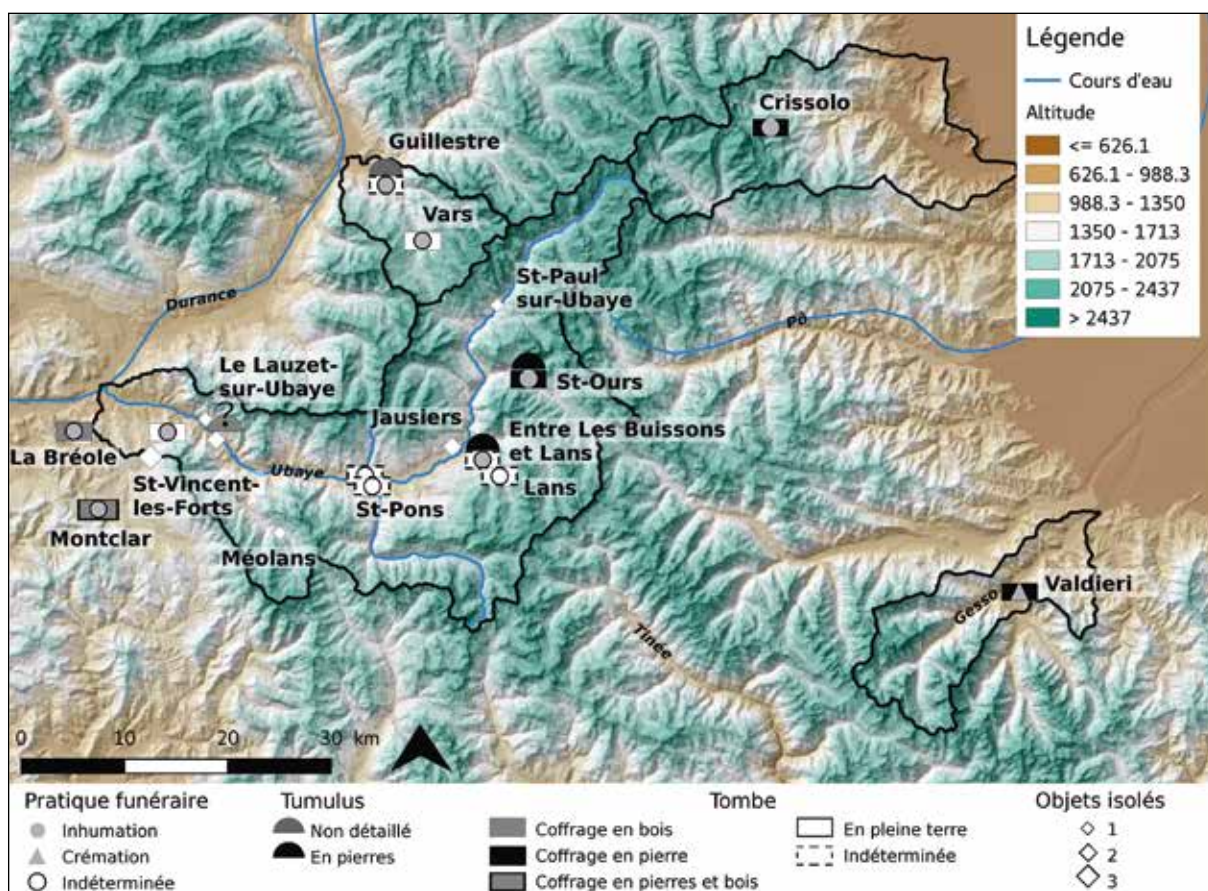 Légende
Cours d'eau
Altitude
<= 626.1
626.1 - 988.3
988.3 - 1350
1350 - 1713
1713 - 2075
2075 - 2437
> 2437
Crissolo
Guillestre
Vars
St-Paul
sur-Ubaye
Durance
Pô
Le Lauzet-
sur-Ubaye
St-Ours
Jausiers
Entre Les Buissons
et Lans
La Bréole
Ubaye
Lans
St-Vincent-
les-Forts
St-Pons
Montclar
Méolans
Valdieri
Gesso
Tinée
0 10 20 30 km
Pratique funéraire
Inhumation
Crémation
Indéterminée
Tumulus
Non détaillé
En pierres
Tombe
Coffrage en bois
Coffrage en pierre
Coffrage en pierres et bois
En pleine terre
Indéterminée
Objets isolés
1
2
3